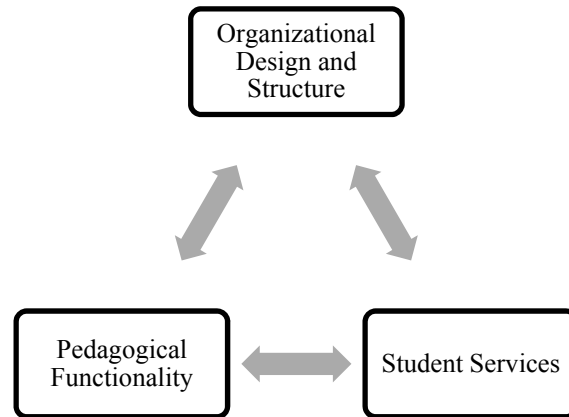 Organizational
Design and
Structure
Pedagogical
Functionality
Student Services